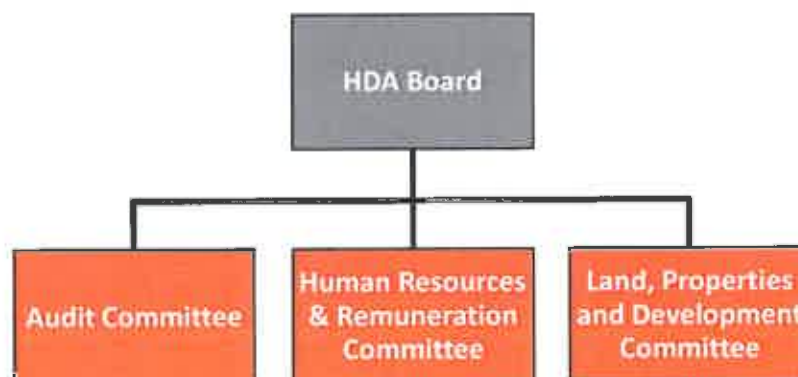 HDA Board
Audit Committee
Human Resources
& Remuneration
Committee
Land, Properties
and Development
Committee